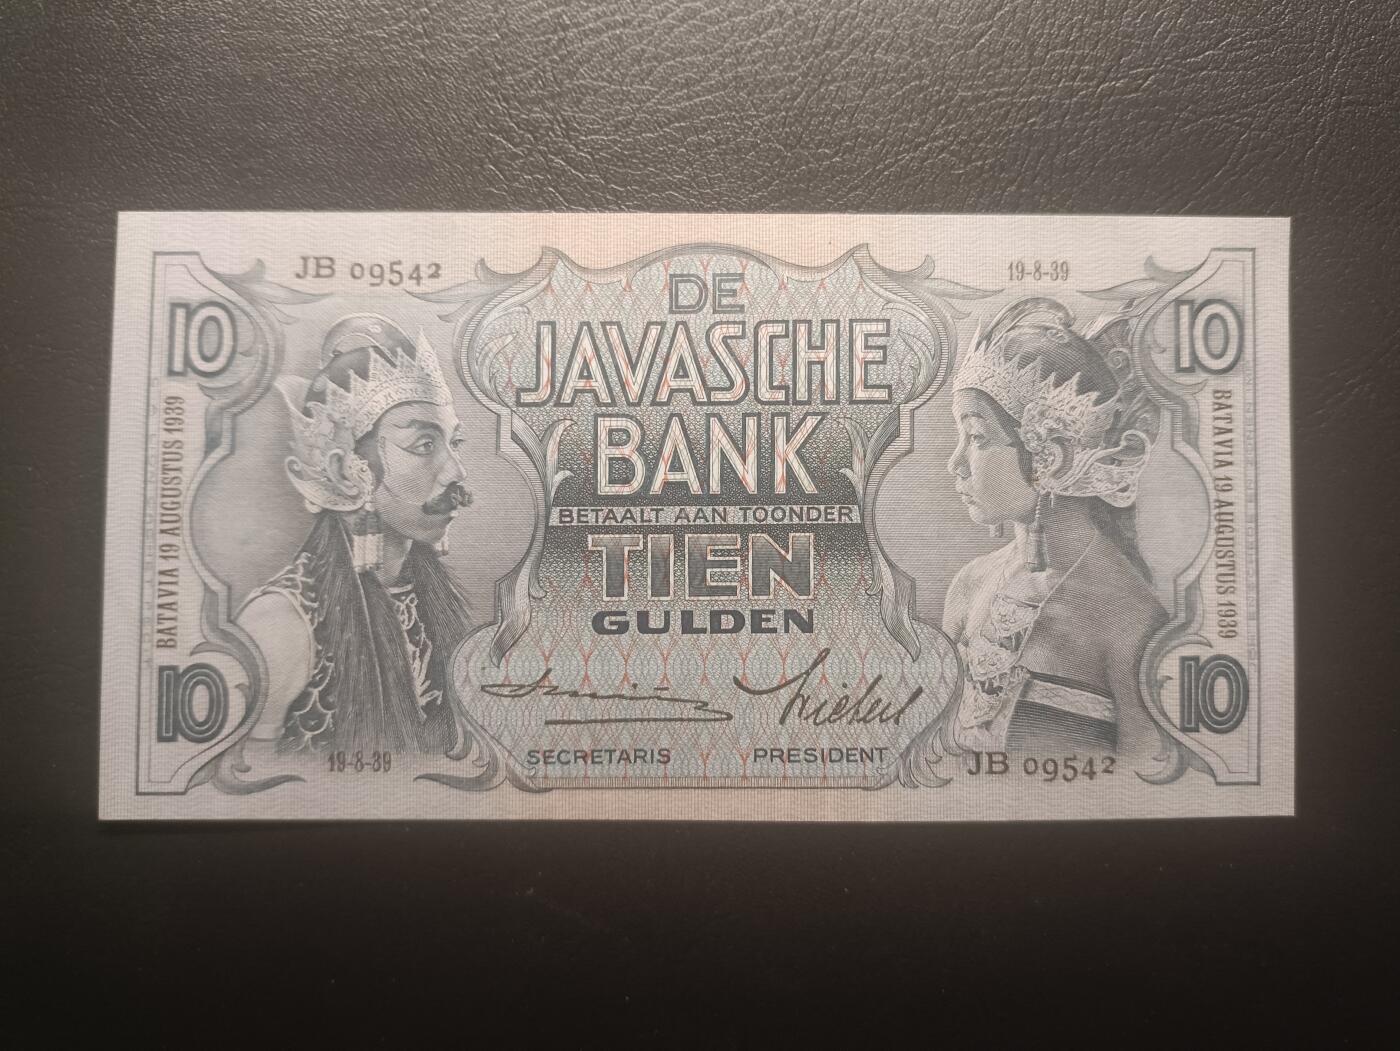 JB 09542
19-8-39
10
10
DE
JAVASCHE
BANK
BETAALT AAN TOONDER
TIEN
GULDEN
BATAVIA 19 AUGUSTUS 1939
BATAVIA 19 AUGUSTUS 1939
10
10
SECRETARIS
PRESIDENT
19-8-39
JB 09542